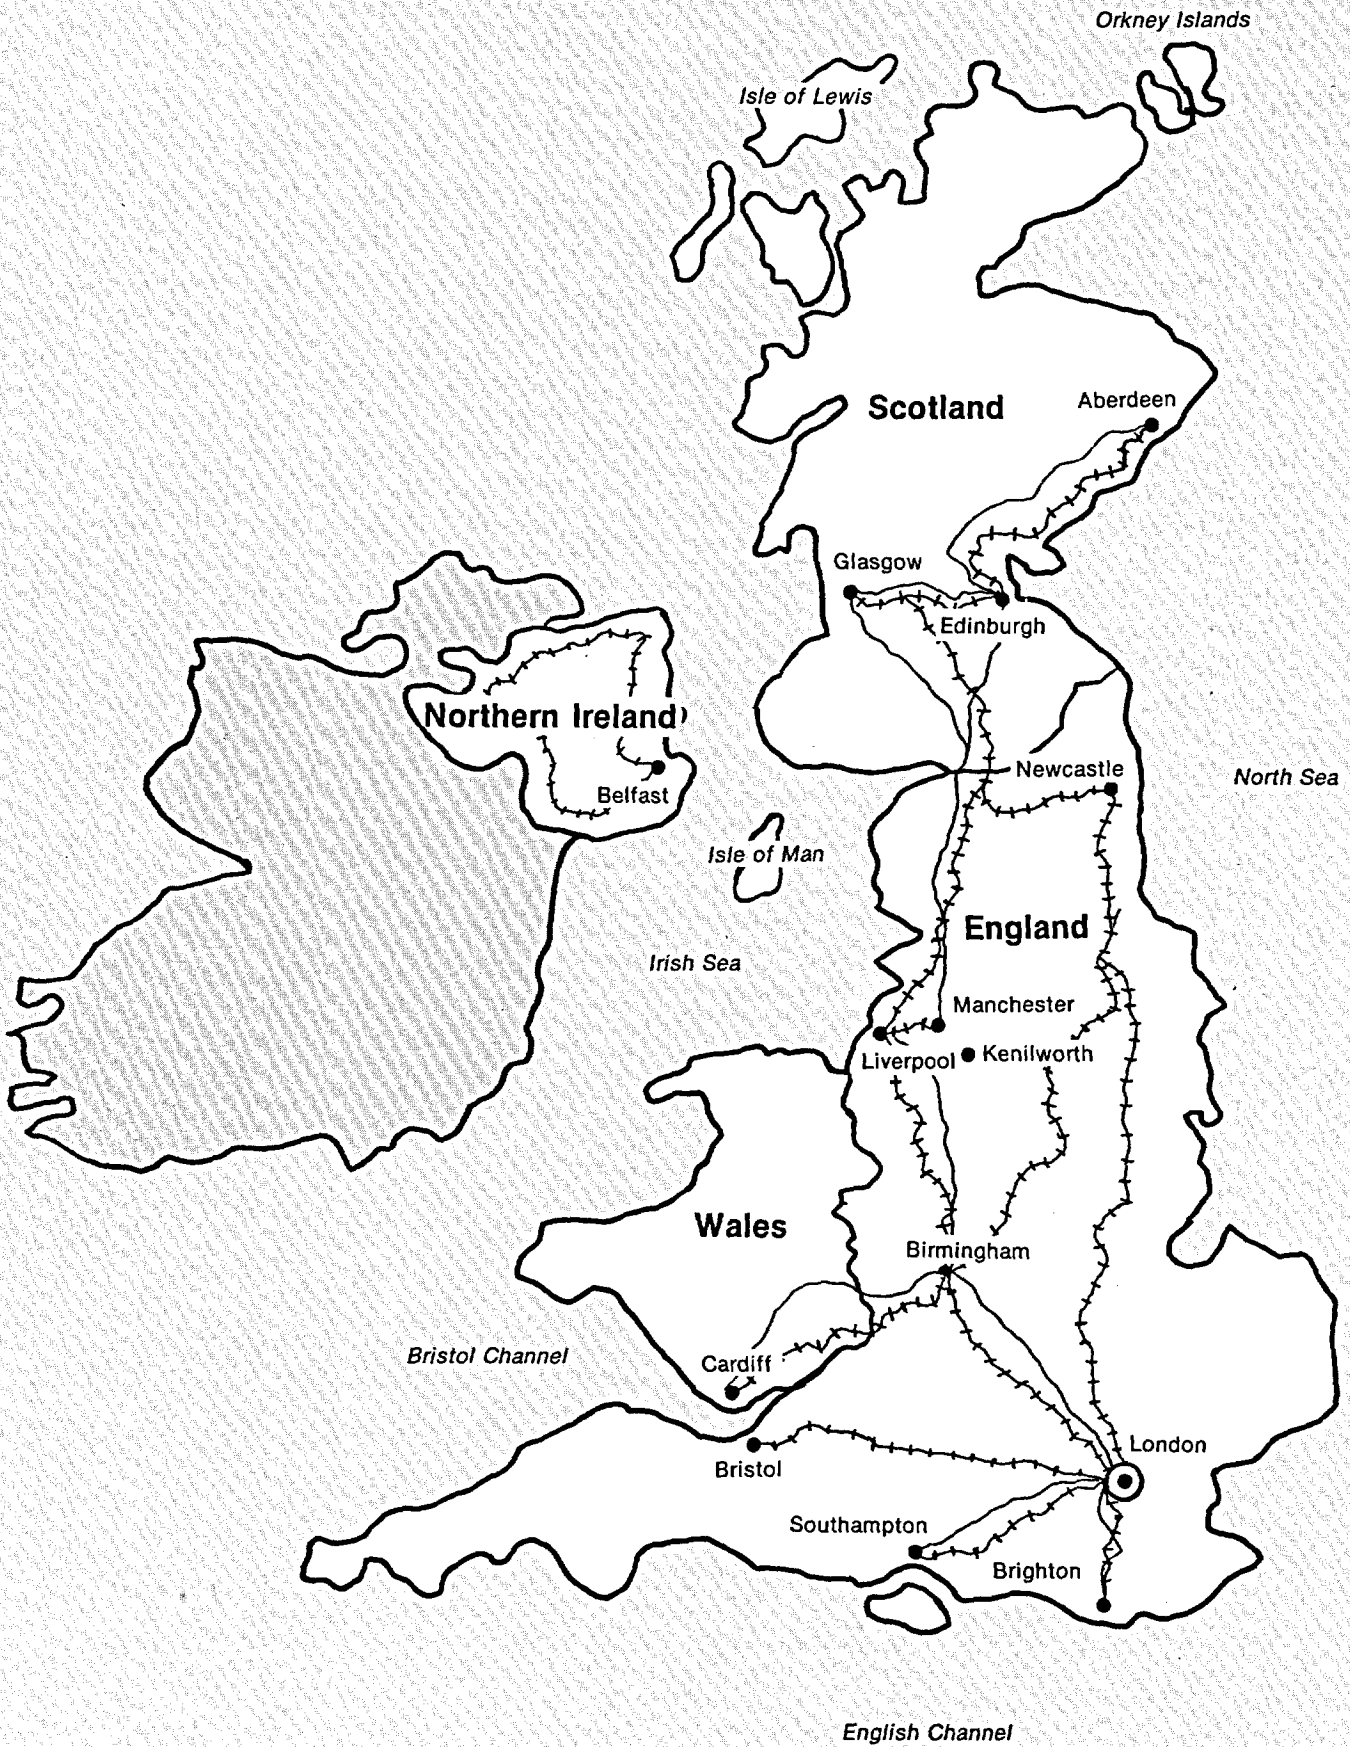 Orkney Islands
Isle of Lewis
Scotland
Aberdeen
Glasgow
Edinburgh
Northern Ireland
Newcastle
North Sea
Belfast
Isle of Man
England
Irish Sea
Manchester
Liverpool
Kenilworth
Wales
Birmingham
Bristol Channel
Cardiff
London
Bristol
Southampton
Brighton
English Channel